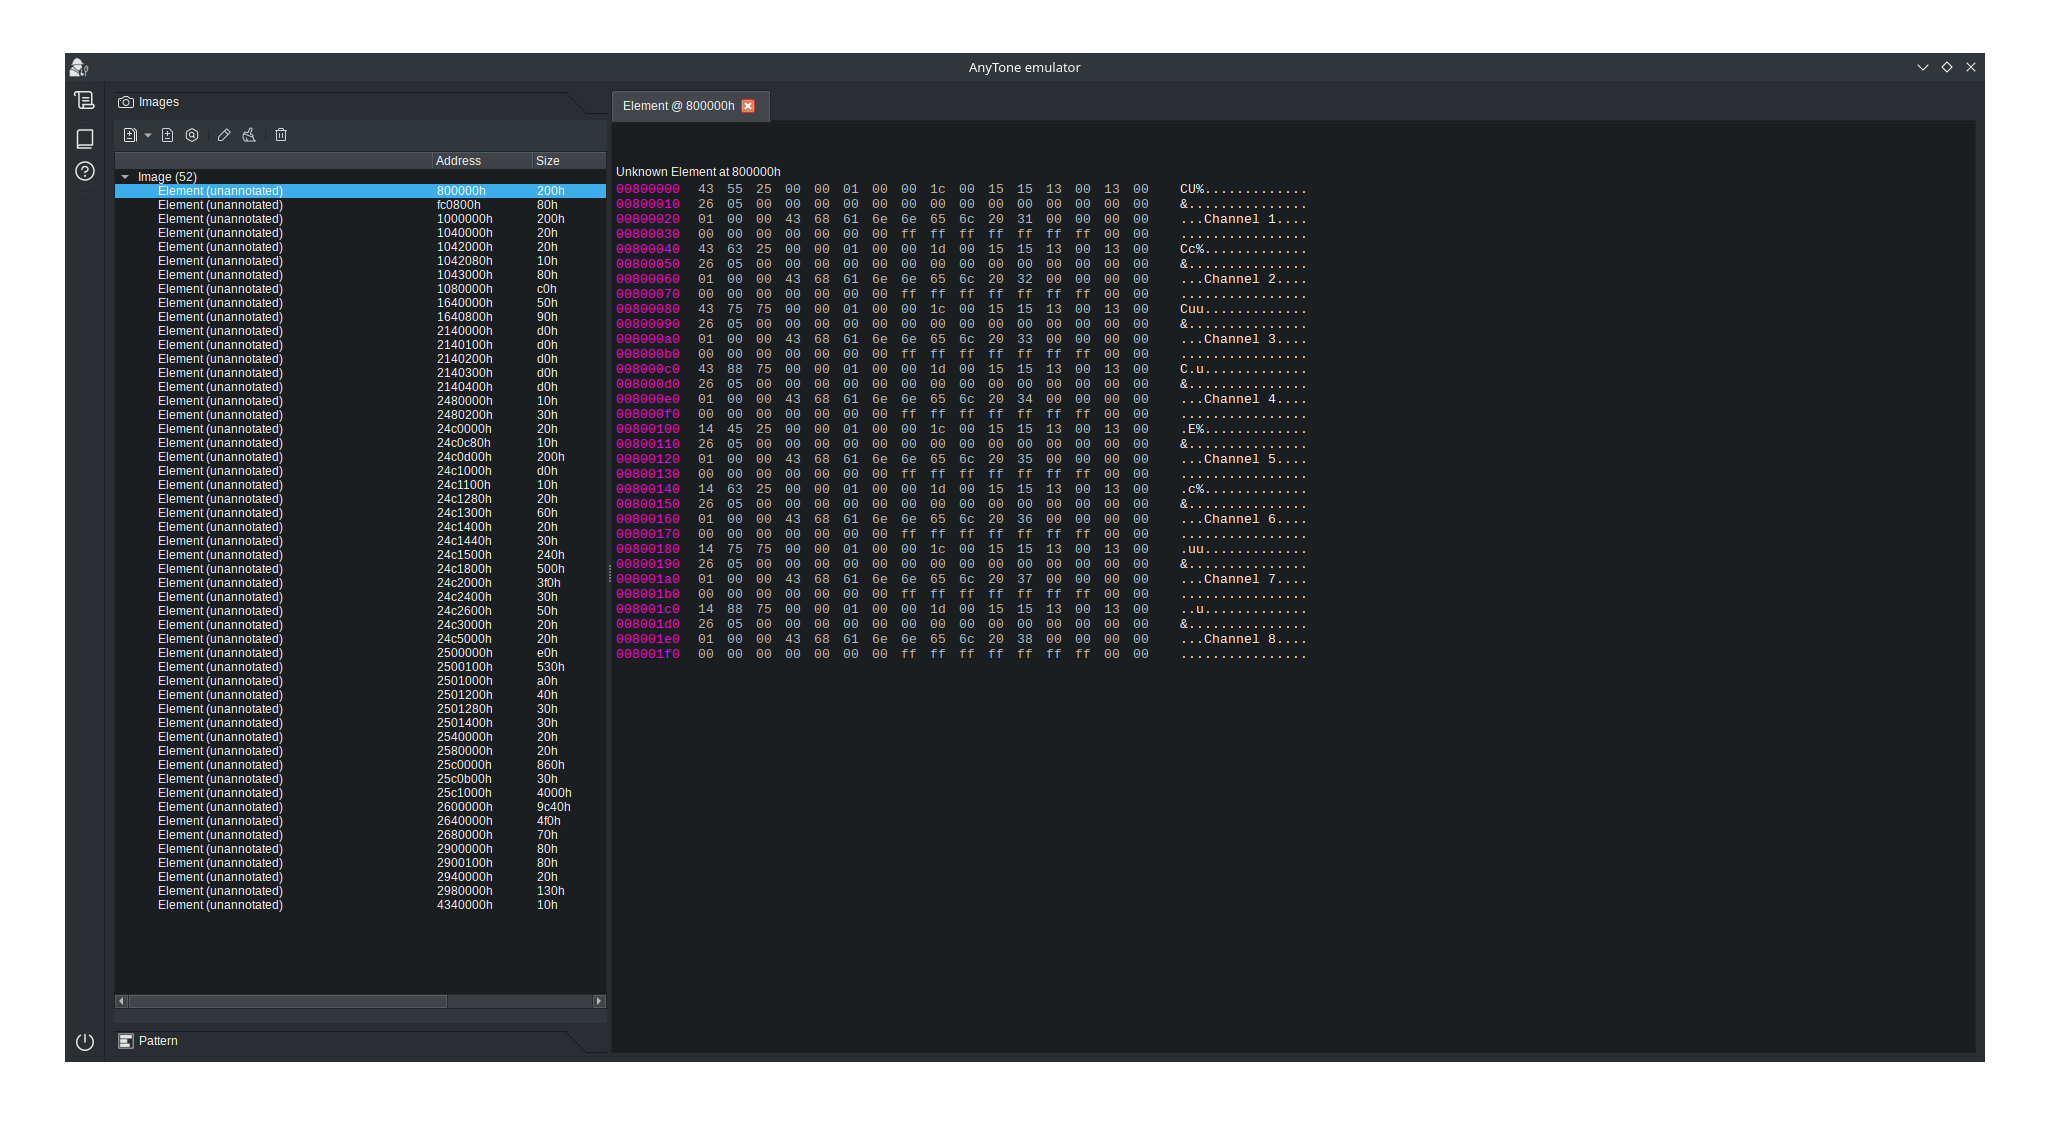 AnyTone emulator
Images
Element @ 800000h
Address Size
Image (52)
Element (unannotated) 800000h 200h
Element (unannotated) fc0800h 80h
Element (unannotated) 1000000h 200h
Element (unannotated) 1040000h 20h
Element (unannotated) 1042000h 20h
Element (unannotated) 1042080h 10h
Element (unannotated) 1043000h 80h
Element (unannotated) 1080000h c0h
Element (unannotated) 1640000h 50h
Element (unannotated) 1640800h 90h
Element (unannotated) 2140000h d0h
Element (unannotated) 2140100h d0h
Element (unannotated) 2140200h d0h
Element (unannotated) 2140300h d0h
Element (unannotated) 2140400h d0h
Element (unannotated) 2480000h 10h
Element (unannotated) 2480200h 30h
Element (unannotated) 24c0000h 20h
Element (unannotated) 24c0c80h 10h
Element (unannotated) 24c0d00h 200h
Element (unannotated) 24c1000h d0h
Element (unannotated) 24c1100h 10h
Element (unannotated) 24c1280h 20h
Element (unannotated) 24c1300h 60h
Element (unannotated) 24c1400h 20h
Element (unannotated) 24c1440h 30h
Element (unannotated) 24c1500h 240h
Element (unannotated) 24c1800h 500h
Element (unannotated) 24c2000h 3f0h
Element (unannotated) 24c2400h 30h
Element (unannotated) 24c2600h 50h
Element (unannotated) 24c3000h 20h
Element (unannotated) 24c5000h 20h
Element (unannotated) 2500000h e0h
Element (unannotated) 2500100h 530h
Element (unannotated) 2501000h a0h
Element (unannotated) 2501200h 40h
Element (unannotated) 2501280h 30h
Element (unannotated) 2501400h 30h
Element (unannotated) 2540000h 20h
Element (unannotated) 2580000h 20h
Element (unannotated) 25c0000h 860h
Element (unannotated) 25c0b00h 30h
Element (unannotated) 25c1000h 4000h
Element (unannotated) 2600000h 9c40h
Element (unannotated) 2640000h 4f0h
Element (unannotated) 2680000h 70h
Element (unannotated) 2900000h 80h
Element (unannotated) 2900100h 80h
Element (unannotated) 2940000h 20h
Element (unannotated) 2980000h 130h
Element (unannotated) 4340000h 10h
Pattern
Unknown Element at 800000h
00800000 43 55 25 00 00 01 00 00 1c 00 15 15 13 00 13 00 CU%.............
00800010 26 05 00 00 00 00 00 00 00 00 00 00 00 00 00 00 &...............
00800020 01 00 00 43 68 61 6e 6e 65 6c 20 31 00 00 00 00 ...Channel 1....
00800030 00 00 00 00 00 00 00 ff ff ff ff ff ff ff 00 00 ................
00800040 43 63 25 00 00 01 00 00 1d 00 15 15 13 00 13 00 Cc%.............
00800050 26 05 00 00 00 00 00 00 00 00 00 00 00 00 00 00 &...............
00800060 01 00 00 43 68 61 6e 6e 65 6c 20 32 00 00 00 00 ...Channel 2....
00800070 00 00 00 00 00 00 00 ff ff ff ff ff ff ff 00 00 ................
00800080 43 75 75 00 00 01 00 00 1c 00 15 15 13 00 13 00 Cuu.............
00800090 26 05 00 00 00 00 00 00 00 00 00 00 00 00 00 00 &...............
008000a0 01 00 00 43 68 61 6e 6e 65 6c 20 33 00 00 00 00 ...Channel 3....
008000b0 00 00 00 00 00 00 00 ff ff ff ff ff ff ff 00 00 ................
008000c0 43 88 75 00 00 01 00 00 1d 00 15 15 13 00 13 00 C.u.............
008000d0 26 05 00 00 00 00 00 00 00 00 00 00 00 00 00 00 &...............
008000e0 01 00 00 43 68 61 6e 6e 65 6c 20 34 00 00 00 00 ...Channel 4....
008000f0 00 00 00 00 00 00 00 ff ff ff ff ff ff ff 00 00 ................
00800100 14 45 25 00 00 01 00 00 1c 00 15 15 13 00 13 00 .E%.............
00800110 26 05 00 00 00 00 00 00 00 00 00 00 00 00 00 00 &...............
00800120 01 00 00 43 68 61 6e 6e 65 6c 20 35 00 00 00 00 ...Channel 5....
00800130 00 00 00 00 00 00 00 ff ff ff ff ff ff ff 00 00 ................
00800140 14 63 25 00 00 01 00 00 1d 00 15 15 13 00 13 00 .c%.............
00800150 26 05 00 00 00 00 00 00 00 00 00 00 00 00 00 00 &...............
00800160 01 00 00 43 68 61 6e 6e 65 6c 20 36 00 00 00 00 ...Channel 6....
00800170 00 00 00 00 00 00 00 ff ff ff ff ff ff ff 00 00 ................
00800180 14 75 75 00 00 01 00 00 1c 00 15 15 13 00 13 00 .uu.............
00800190 26 05 00 00 00 00 00 00 00 00 00 00 00 00 00 00 &...............
008001a0 01 00 00 43 68 61 6e 6e 65 6c 20 37 00 00 00 00 ...Channel 7....
008001b0 00 00 00 00 00 00 00 ff ff ff ff ff ff ff 00 00 ................
008001c0 14 88 75 00 00 01 00 00 1d 00 15 15 13 00 13 00 ..u.............
008001d0 26 05 00 00 00 00 00 00 00 00 00 00 00 00 00 00 &...............
008001e0 01 00 00 43 68 61 6e 6e 65 6c 20 38 00 00 00 00 ...Channel 8....
008001f0 00 00 00 00 00 00 00 ff ff ff ff ff ff ff 00 00 ................